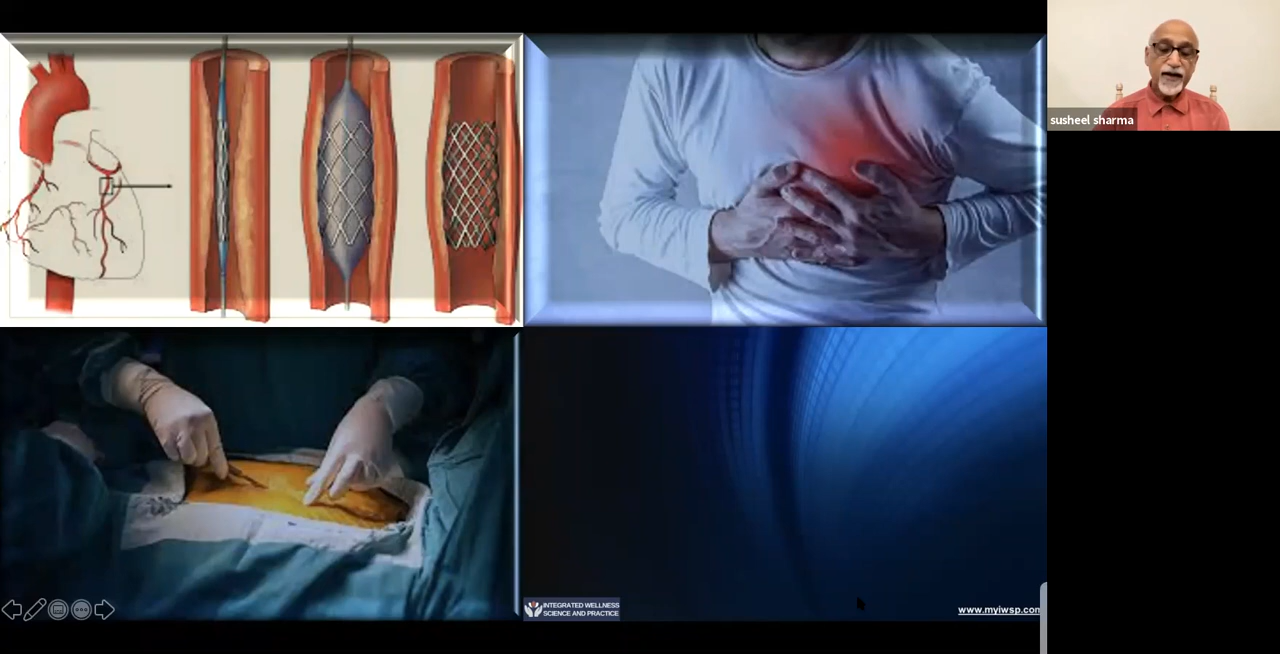 susheel sharma
INTEGRATED WELLNESS
SCIENCE AND PRACTICE
www.myiwsp.com